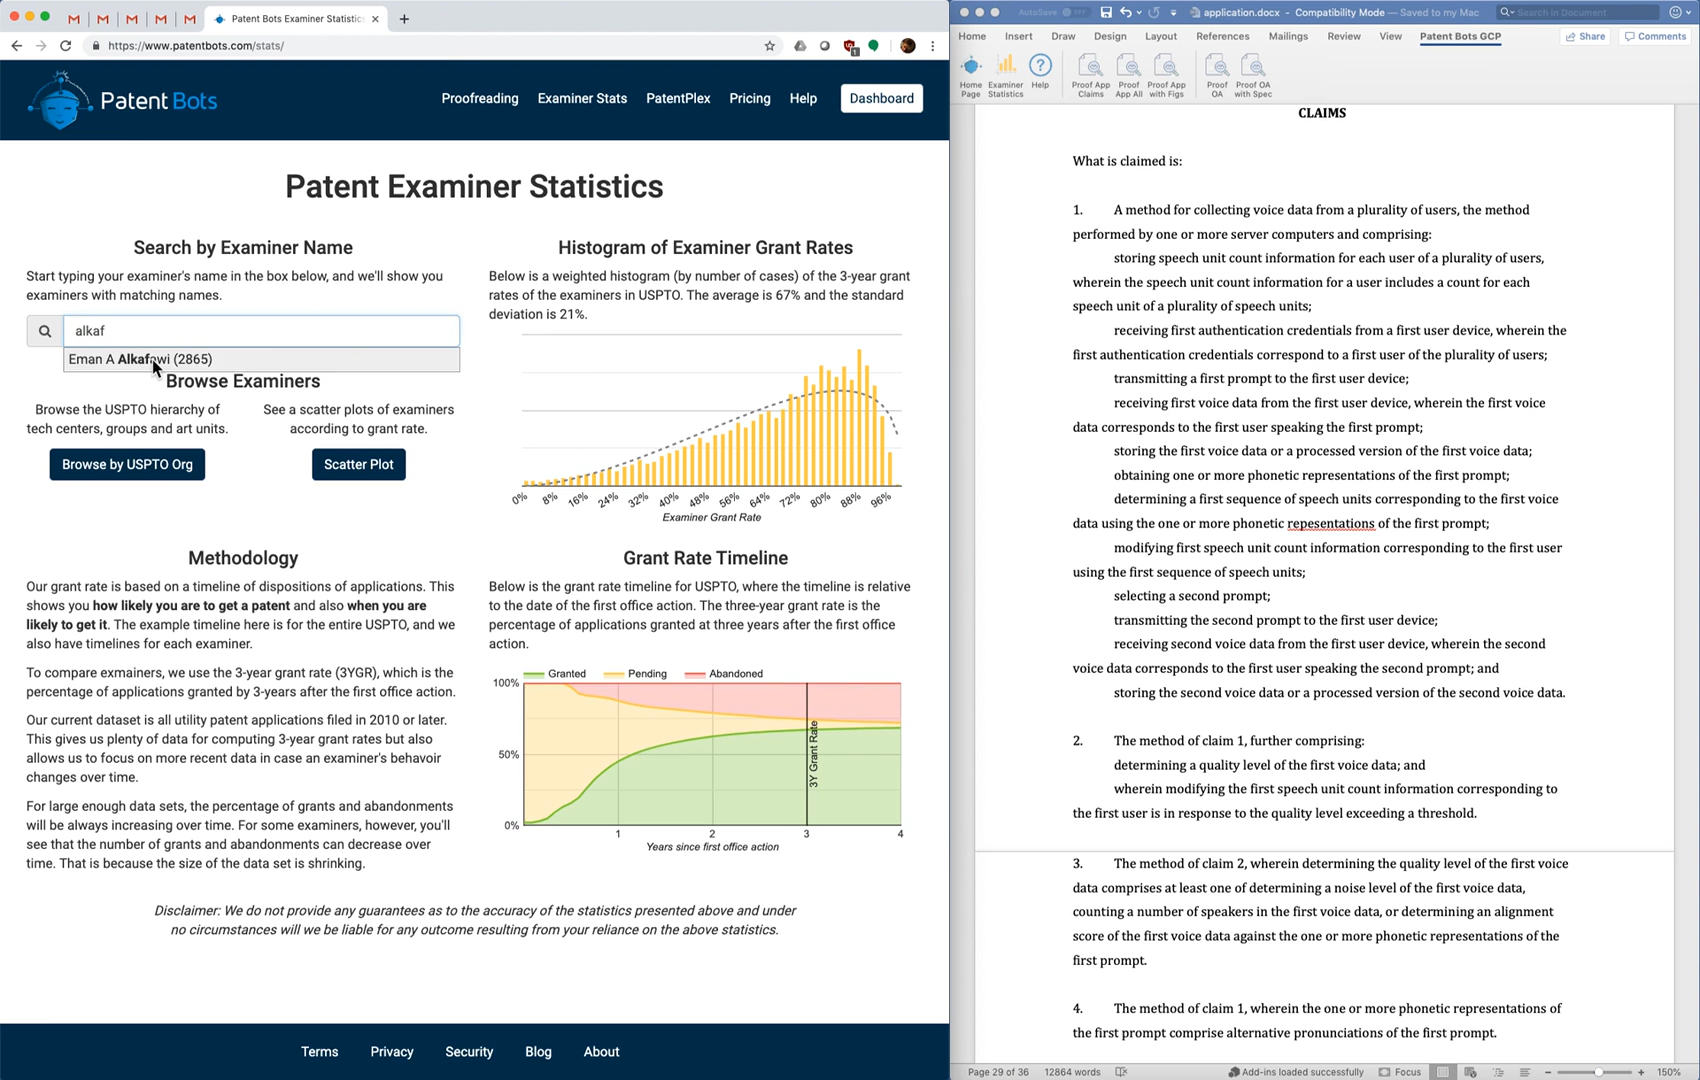 Patent Bots Examiner Statistics
https://www.patentbots.com/stats/
Patent Bots
Proofreading
Examiner Stats
PatentPlex
Pricing
Help
Dashboard
Patent Examiner Statistics
Search by Examiner Name
Start typing your examiner's name in the box below, and we'll show you
examiners with matching names.
alkaf
Eman A Alkafawi (2865)
Browse Examiners
Browse the USPTO hierarchy of
tech centers, groups and art units.
See a scatter plots of examiners
according to grant rate.
Browse by USPTO Org
Scatter Plot
Histogram of Examiner Grant Rates
Below is a weighted histogram (by number of cases) of the 3-year grant
rates of the examiners in USPTO. The average is 67% and the standard
deviation is 21%.
0% 8% 16% 24% 32% 40% 48% 56% 64% 72% 80% 88% 96%
Examiner Grant Rate
Methodology
Our grant rate is based on a timeline of dispositions of applications. This
shows you how likely you are to get a patent and also when you are
likely to get it. The example timeline here is for the entire USPTO, and we
also have timelines for each examiner.
To compare exmainers, we use the 3-year grant rate (3YGR), which is the
percentage of applications granted by 3-years after the first office action.
Our current dataset is all utility patent applications filed in 2010 or later.
This gives us plenty of data for computing 3-year grant rates but also
allows us to focus on more recent data in case an examiner's behavoir
changes over time.
For large enough data sets, the percentage of grants and abandonments
will be always increasing over time. For some examiners, however, you'll
see that the number of grants and abandonments can decrease over
time. That is because the size of the data set is shrinking.
Grant Rate Timeline
Below is the grant rate timeline for USPTO, where the timeline is relative
to the date of the first office action. The three-year grant rate is the
percentage of applications granted at three years after the first office
action.
Granted Pending Abandoned
100%
50%
0%
3Y Grant Rate
1 2 3 4
Years since first office action
Disclaimer: We do not provide any guarantees as to the accuracy of the statistics presented above and under
no circumstances will we be liable for any outcome resulting from your reliance on the above statistics.
Terms
Privacy
Security
Blog
About
AutoSave OFF
application.docx - Compatibility Mode — Saved to my Mac
Search in Document
Home
Insert
Draw
Design
Layout
References
Mailings
Review
View
Patent Bots GCP
Share
Comments
Home Page
Examiner Statistics
Help
Proof App Claims
Proof App All
Proof App with Figs
Proof OA
Proof OA with Spec
CLAIMS
What is claimed is:
1. A method for collecting voice data from a plurality of users, the method
performed by one or more server computers and comprising:
storing speech unit count information for each user of a plurality of users,
wherein the speech unit count information for a user includes a count for each
speech unit of a plurality of speech units;
receiving first authentication credentials from a first user device, wherein the
first authentication credentials correspond to a first user of the plurality of users;
transmitting a first prompt to the first user device;
receiving first voice data from the first user device, wherein the first voice
data corresponds to the first user speaking the first prompt;
storing the first voice data or a processed version of the first voice data;
obtaining one or more phonetic representations of the first prompt;
determining a first sequence of speech units corresponding to the first voice
data using the one or more phonetic repesentations of the first prompt;
modifying first speech unit count information corresponding to the first user
using the first sequence of speech units;
selecting a second prompt;
transmitting the second prompt to the first user device;
receiving second voice data from the first user device, wherein the second
voice data corresponds to the first user speaking the second prompt; and
storing the second voice data or a processed version of the second voice data.
2. The method of claim 1, further comprising:
determining a quality level of the first voice data; and
wherein modifying the first speech unit count information corresponding to
the first user is in response to the quality level exceeding a threshold.
3. The method of claim 2, wherein determining the quality level of the first voice
data comprises at least one of determining a noise level of the first voice data,
counting a number of speakers in the first voice data, or determining an alignment
score of the first voice data against the one or more phonetic representations of the
first prompt.
4. The method of claim 1, wherein the one or more phonetic representations of
the first prompt comprise alternative pronunciations of the first prompt.
Page 29 of 36
12864 words
Add-ins loaded successfully
Focus
150%